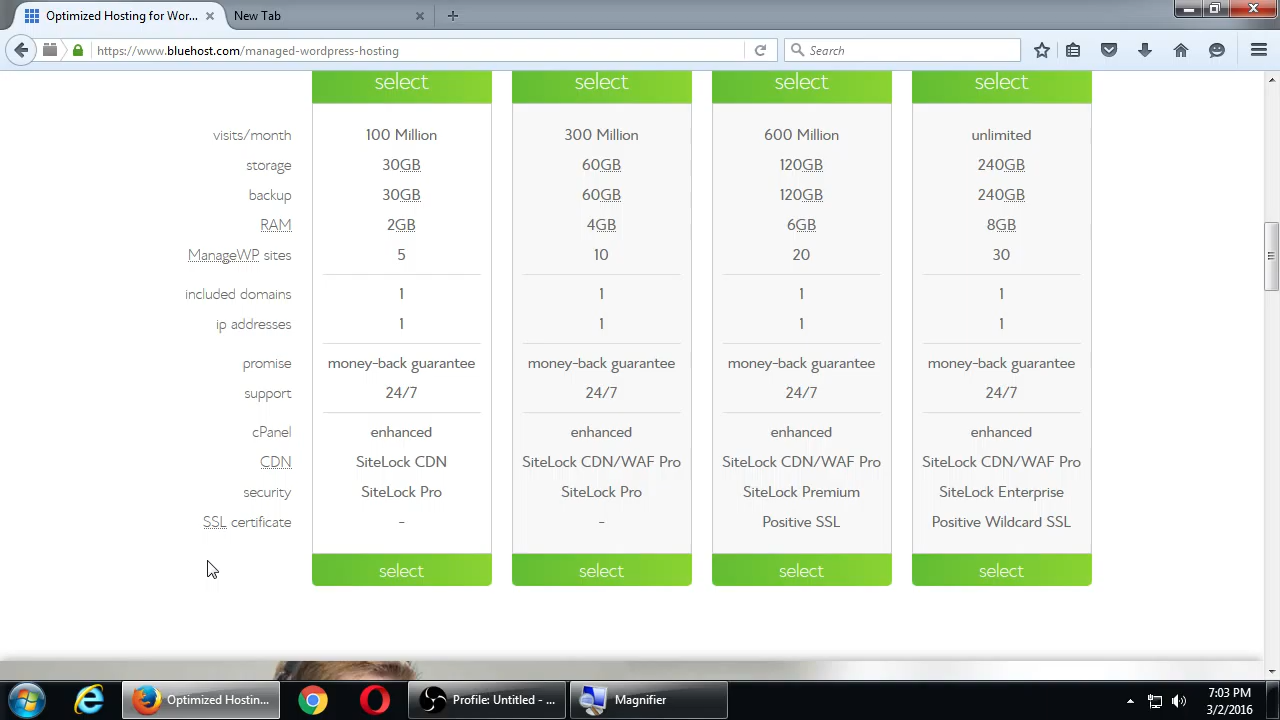 Optimized Hosting for Wor...
New Tab
https://www.bluehost.com/managed-wordpress-hosting
Search
select select select select
visits/month 100 Million 300 Million 600 Million unlimited
storage 30GB 60GB 120GB 240GB
backup 30GB 60GB 120GB 240GB
RAM 2GB 4GB 6GB 8GB
ManageWP sites 5 10 20 30
included domains 1 1 1 1
ip addresses 1 1 1 1
promise money-back guarantee money-back guarantee money-back guarantee money-back guarantee
support 24/7 24/7 24/7 24/7
cPanel enhanced enhanced enhanced enhanced
CDN SiteLock CDN SiteLock CDN/WAF Pro SiteLock CDN/WAF Pro SiteLock CDN/WAF Pro
security SiteLock Pro SiteLock Pro SiteLock Premium SiteLock Enterprise
SSL certificate - - Positive SSL Positive Wildcard SSL
select select select select
Optimized Hostin... Profile: Untitled - ... Magnifier
7:03 PM
3/2/2016